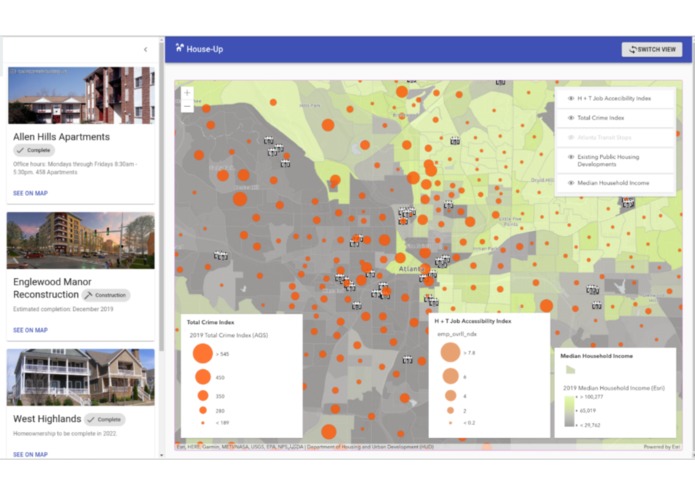 House-Up
SWITCH VIEW
Allen Hills Apartments
Complete
Office hours: Mondays through Fridays 8:30am -
5:30pm. 458 Apartments
SEE ON MAP
Englewood Manor
Reconstruction
Construction
Estimated completion: December 2019
SEE ON MAP
West Highlands
Complete
Homeownership to be complete in 2022.
SEE ON MAP
+
−
H + T Job Accessibility Index
Total Crime Index
Existing Public Housing
Developments
Median Household Income
Atlanta
Total Crime Index
2019 Total Crime Index (AGS)
450
350
< 189
H + T Job Accessibility Index
emp_ovrll_ndx
> 7.8
6
4
2
< 0.2
Median Household Income
2019 Median Household Income (Esri)
> 100,277
65,019
< 29,762
Esri, HERE, Garmin, METI/NASA, USGS, EPA, NPS, USDA | Department of Housing and Urban Development (HUD)
Powered by Esri